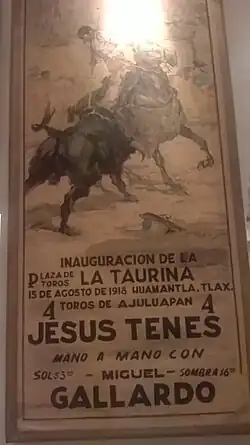 INAUGURACION DE LA
PLAZA DE TOROS LA TAURINA
15 DE AGOSTO DE 1918 HUAMANTLA, TLAX.
4 TOROS DE AJULUAPAN 4
JESUS TENES
MANO A MANO CON
SOL $3.00 - MIGUEL - SOMBRA 16.00
GALLARDO